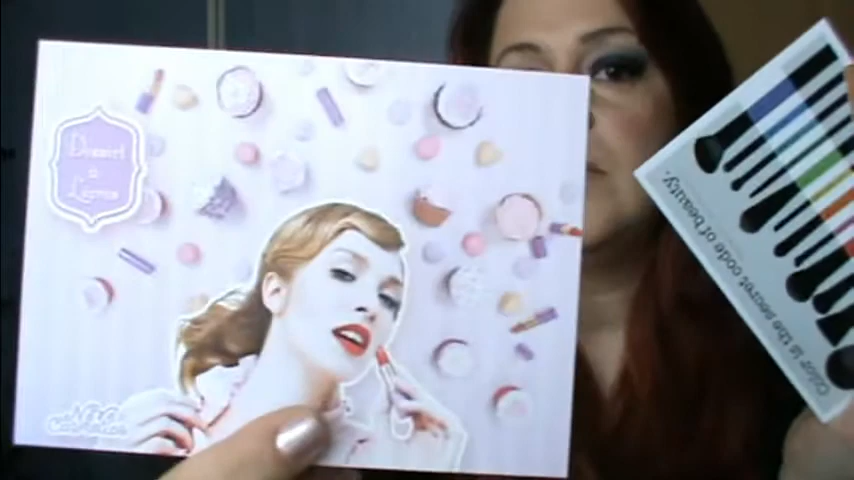 Dessert
à
Lèvres
Color is the secret code of beauty.